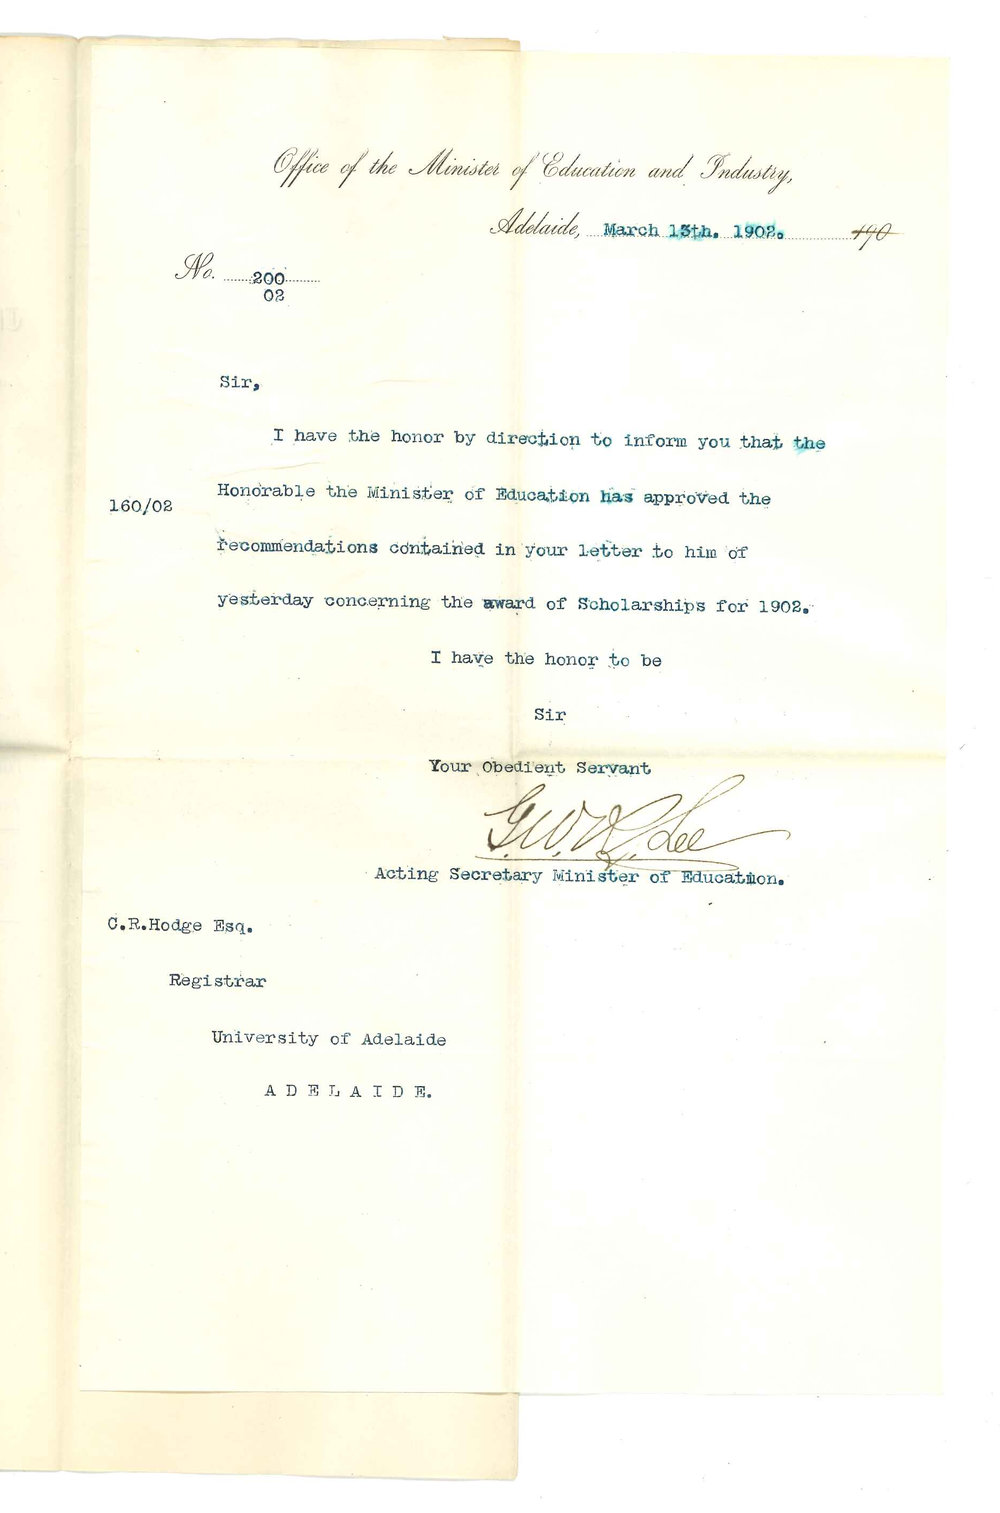 Office of the Minister of Education and Industry,
Adelaide, March 13th. 1902. 190
No. 200
02
Sir,
I have the honor by direction to inform you that the
Honorable the Minister of Education has approved the
160/02
recommendations contained in your letter to him of
yesterday concerning the award of Scholarships for 1902.
I have the honor to be
Sir
Your Obedient Servant
Lee
Acting Secretary Minister of Education.
C.R.Hodge Esq.
Registrar
University of Adelaide
A D E L A I D E.